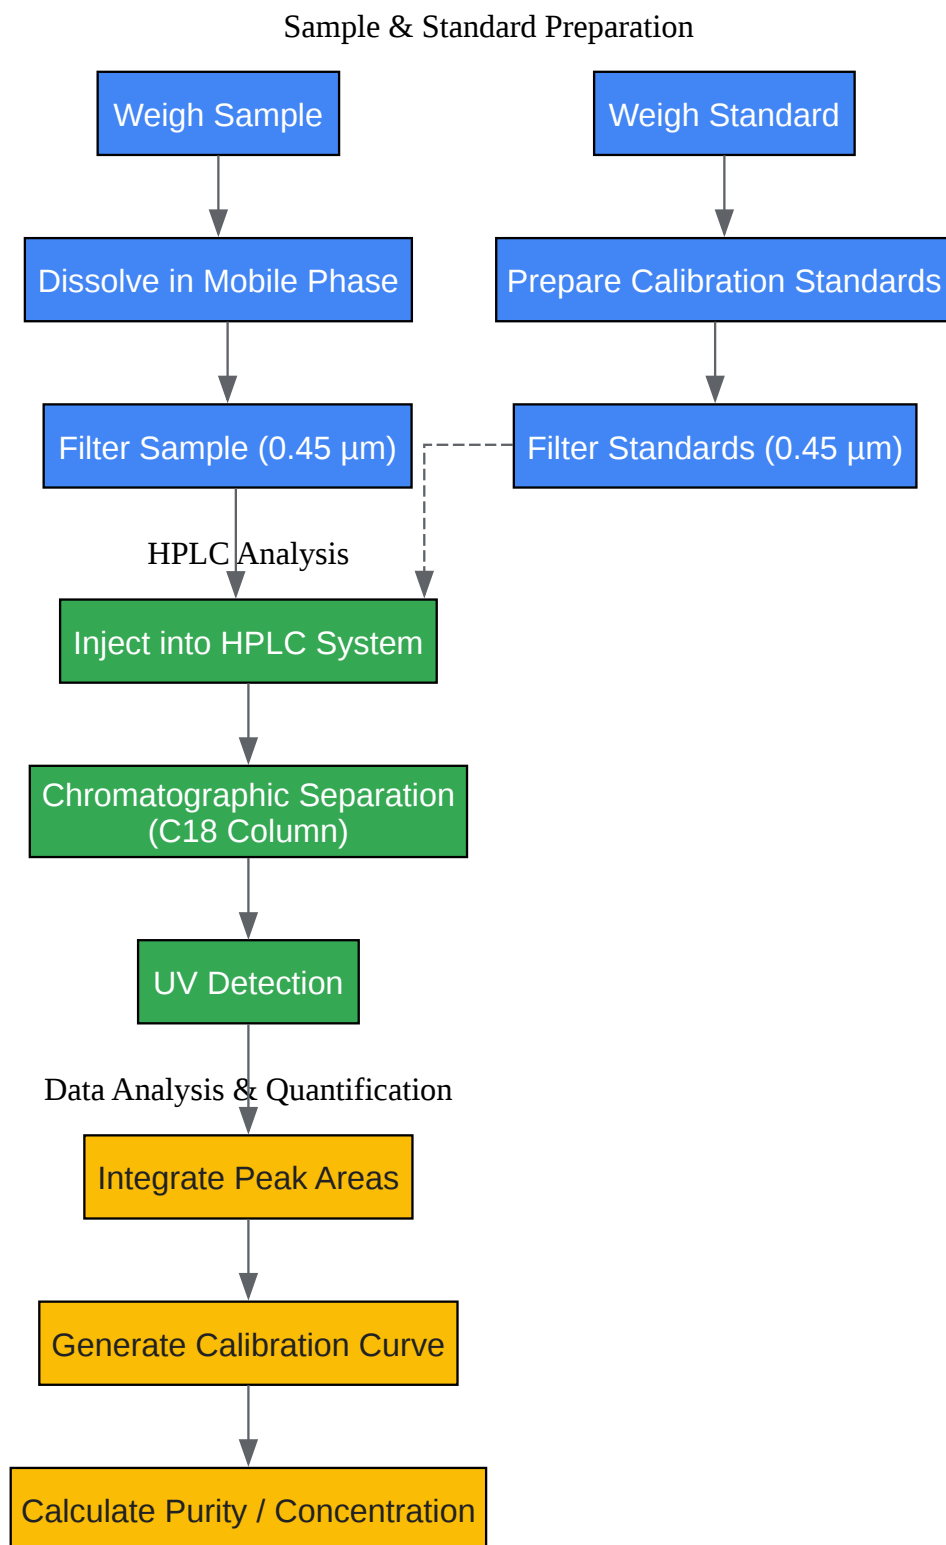 Sample & Standard Preparation
Weigh Sample
Weigh Standard
Dissolve in Mobile Phase
Prepare Calibration Standards
Filter Sample (0.45 µm)
Filter Standards (0.45 µm)
HPLC Analysis
Inject into HPLC System
Chromatographic Separation
(C18 Column)
UV Detection
Data Analysis & Quantification
Integrate Peak Areas
Generate Calibration Curve
Calculate Purity / Concentration